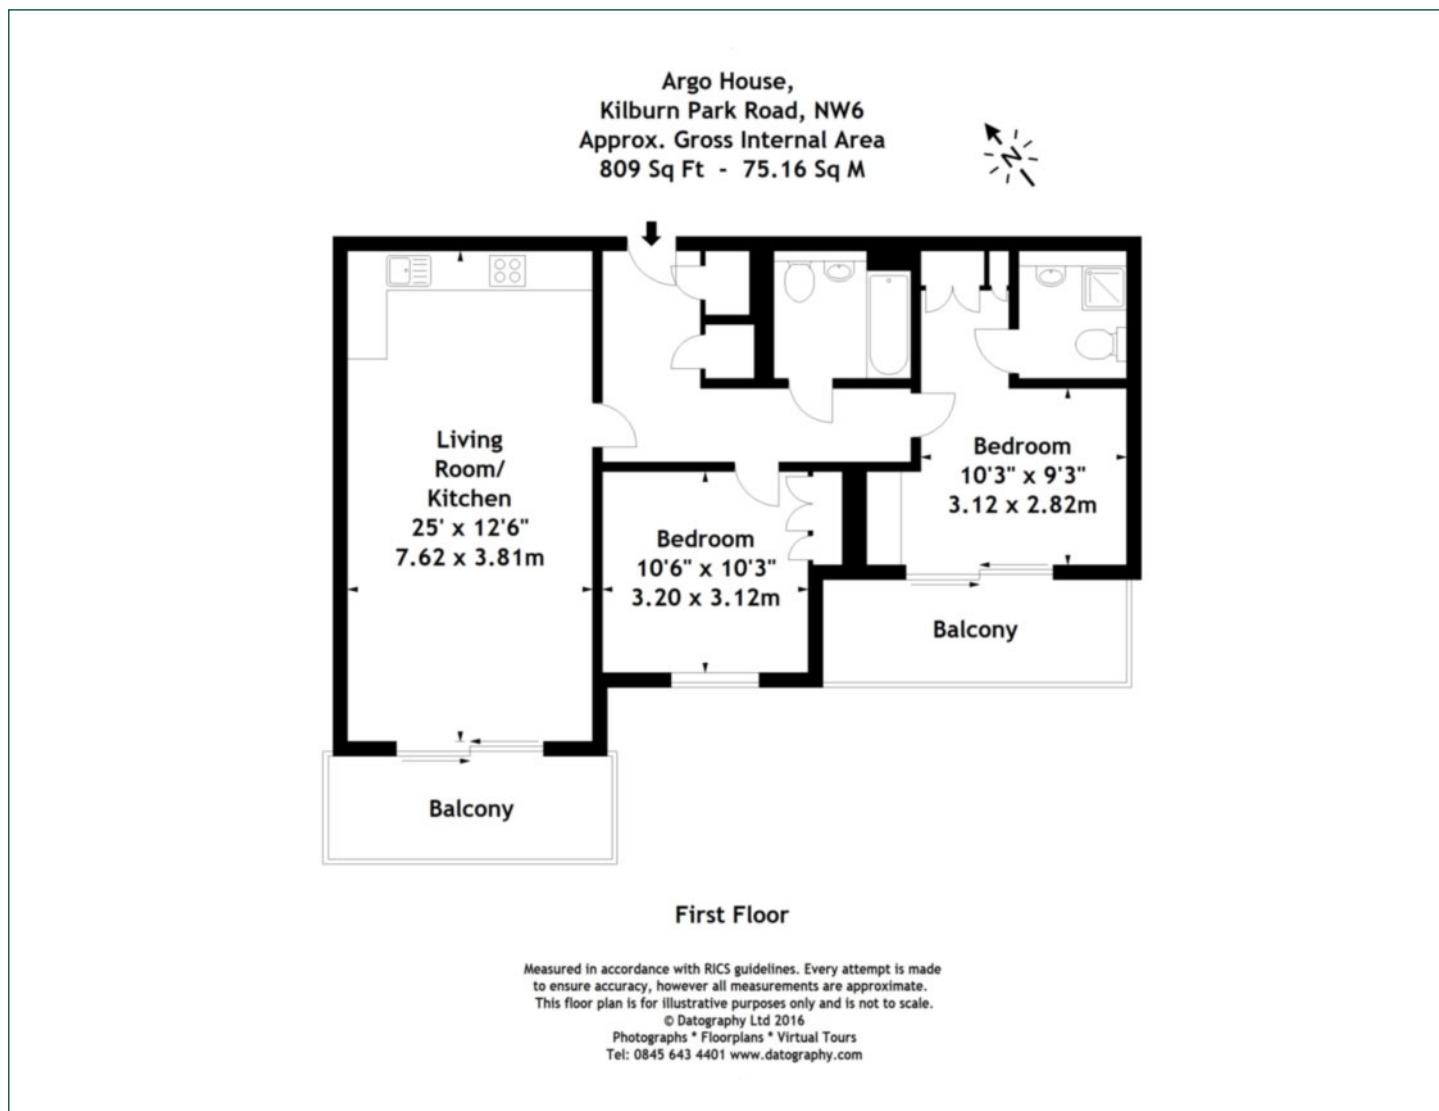 Argo House,
Kilburn Park Road, NW6
Approx. Gross Internal Area
809 Sq Ft - 75.16 Sq M
N
Living
Room/
Kitchen
25' x 12'6"
7.62 x 3.81m
Bedroom
10'6" x 10'3"
3.20 x 3.12m
Bedroom
10'3" x 9'3"
3.12 x 2.82m
Balcony
Balcony
First Floor
Measured in accordance with RICS guidelines. Every attempt is made
to ensure accuracy, however all measurements are approximate.
This floor plan is for illustrative purposes only and is not to scale.
© Datography Ltd 2016
Photographs * Floorplans * Virtual Tours
Tel: 0845 643 4401 www.datography.com